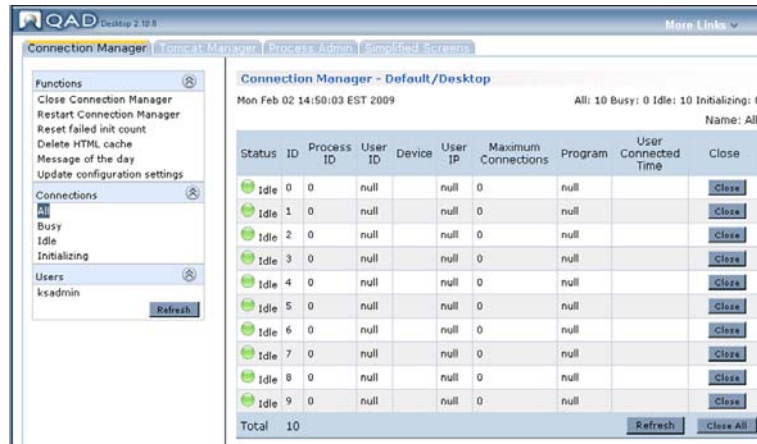 QAD Desktop 2.10.8
More Links
Connection Manager Tomcat Manager Process Admin Simplified Screens
Functions
Close Connection Manager
Restart Connection Manager
Reset failed init count
Delete HTML cache
Message of the day
Update configuration settings
Connections
All
Busy
Idle
Initializing
Users
ksadmin
Refresh
Connection Manager - Default/Desktop
Mon Feb 02 14:50:03 EST 2009 All: 10 Busy: 0 Idle: 10 Initializing:
Name: All
Status ID Process ID User ID Device User IP Maximum Connections Program User Connected Time Close
Idle 0 0 null null 0 null Close
Idle 1 0 null null 0 null Close
Idle 2 0 null null 0 null Close
Idle 3 0 null null 0 null Close
Idle 4 0 null null 0 null Close
Idle 5 0 null null 0 null Close
Idle 6 0 null null 0 null Close
Idle 7 0 null null 0 null Close
Idle 8 0 null null 0 null Close
Idle 9 0 null null 0 null Close
Total 10 Refresh Close All